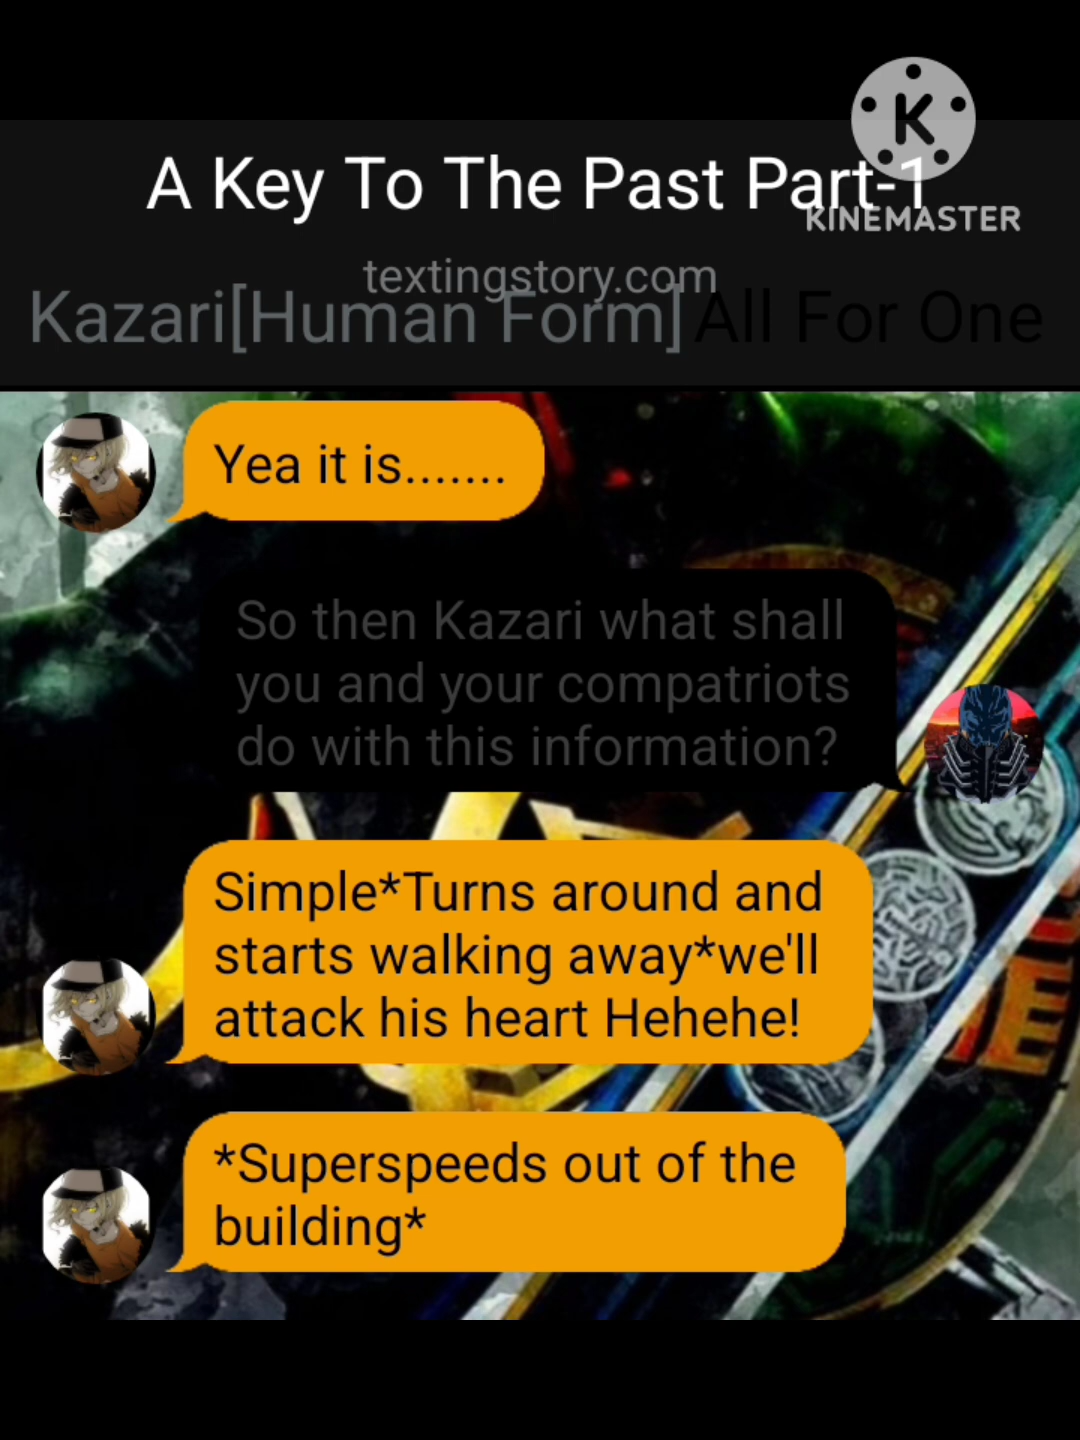 A Key To The Past Part-1
KINEMASTER
textingstory.com
Kazari[Human Form] All For One
Yea it is.......
So then Kazari what shall
you and your compatriots
do with this information?
Simple*Turns around and
starts walking away*we'll
attack his heart Hehehe!
*Superspeeds out of the
building*